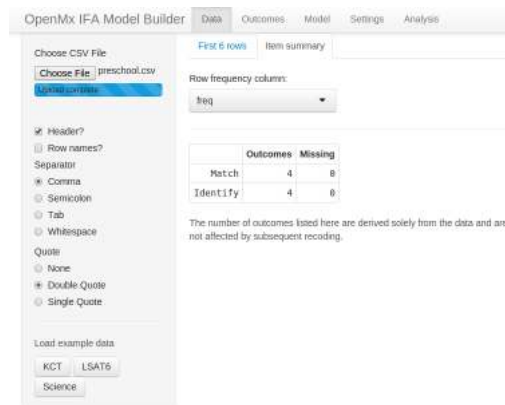 OpenMx IFA Model Builder Data Outcomes Model Settings Analysis
Choose CSV File
Choose File preschool.csv
Upload complete
Header?
Row names?
Separator
Comma
Semicolon
Tab
Whitespace
Quote
None
Double Quote
Single Quote
Load example data
KCT LSAT6
Science
First 6 rows Item summary
Row frequency column:
freq
Outcomes Missing
Match 4 0
Identify 4 0
The number of outcomes listed here are derived solely from the data and are
not affected by subsequent recoding.